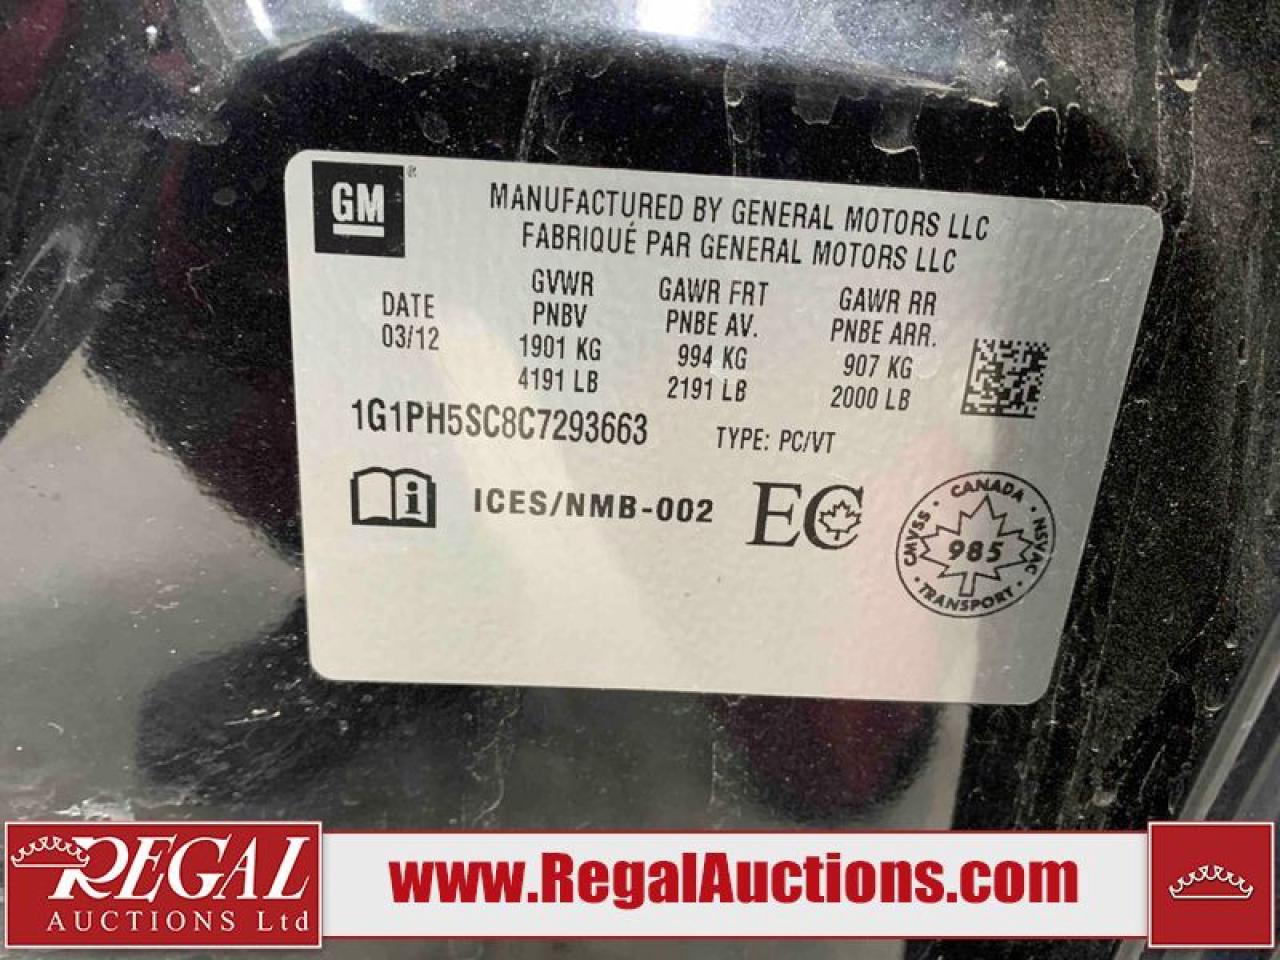 GM ®
MANUFACTURED BY GENERAL MOTORS LLC
FABRIQUÉ PAR GENERAL MOTORS LLC
DATE
03/12
GVWR
PNBV
1901 KG
4191 LB
GAWR FRT
PNBE AV.
994 KG
2191 LB
GAWR RR
PNBE ARR.
907 KG
2000 LB
1G1PH5SC8C7293663
TYPE: PC/VT
i
ICES/NMB-002
EC
CANADA
CMVSS
985
NSVAC
TRANSPORT
REGAL
AUCTIONS Ltd
www.RegalAuctions.com